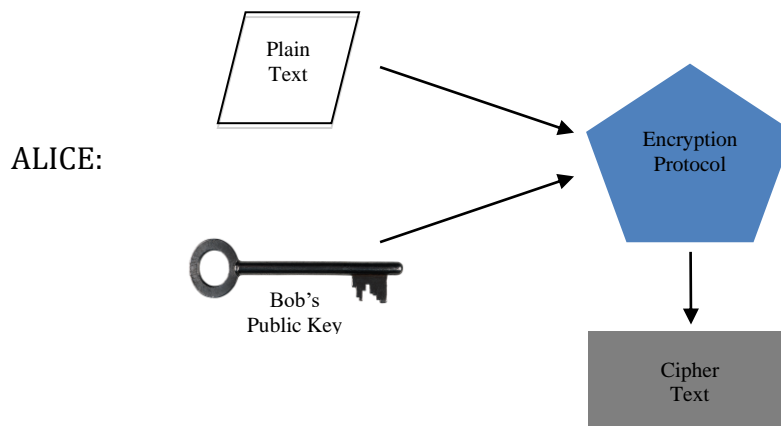 Plain
Text
ALICE:
Encryption
Protocol
Bob’s
Public Key
Cipher
Text